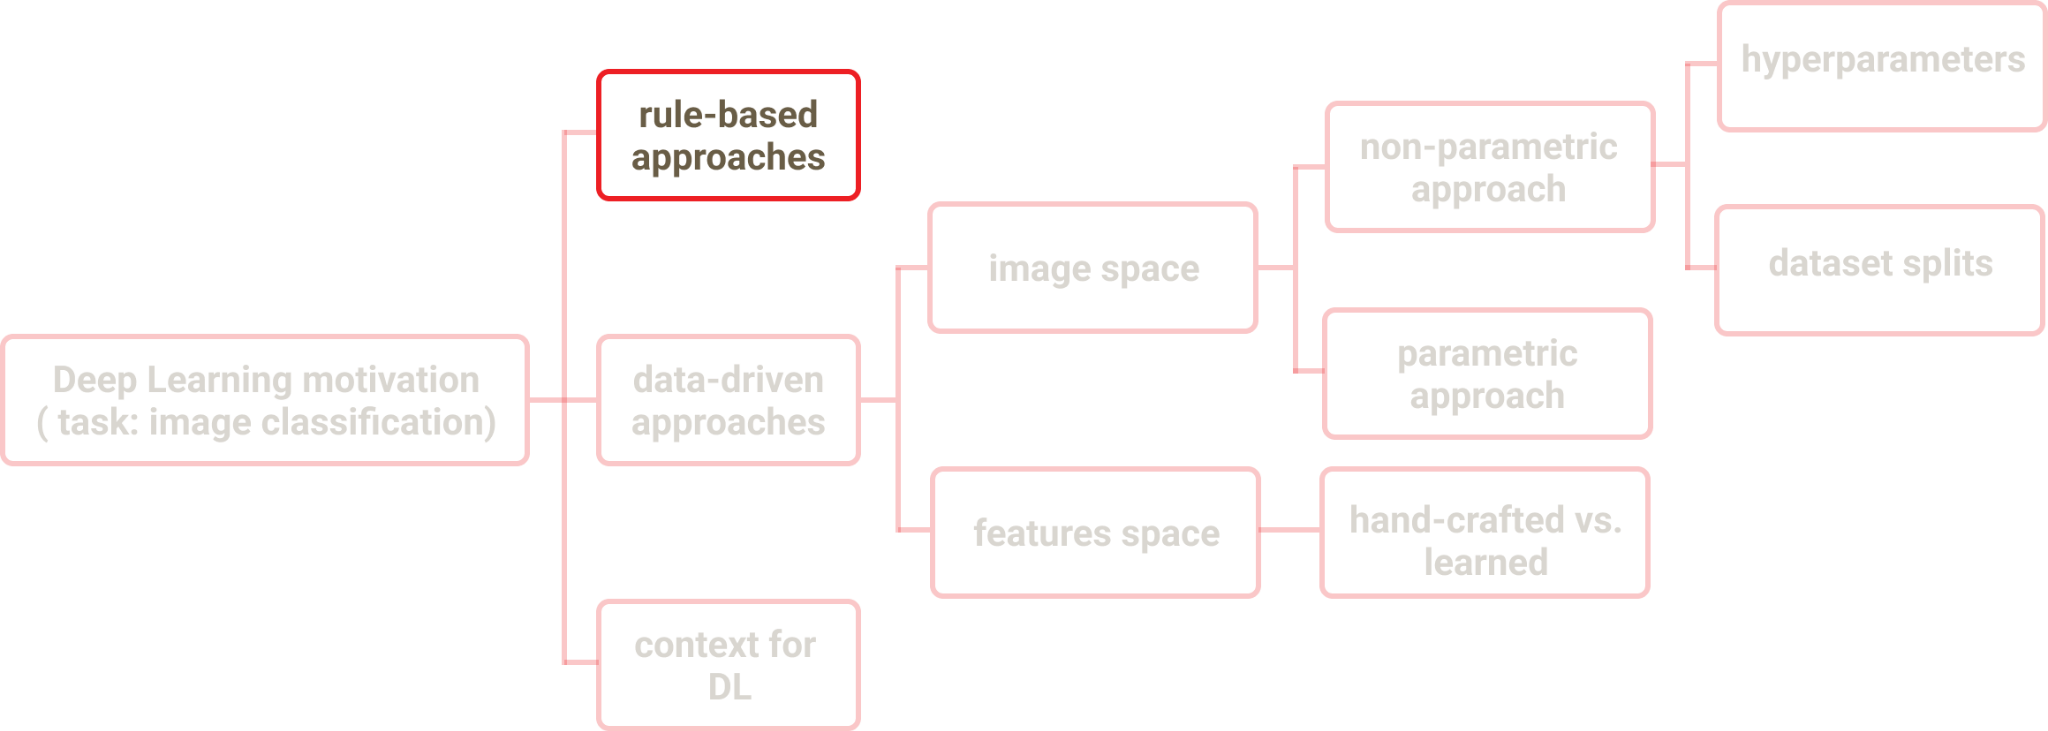 rule-based
approaches
Deep Learning motivation
( task: image classification)
data-driven
approaches
context for
DL
image space
features space
non-parametric
approach
parametric
approach
hand-crafted vs.
learned
hyperparameters
dataset splits